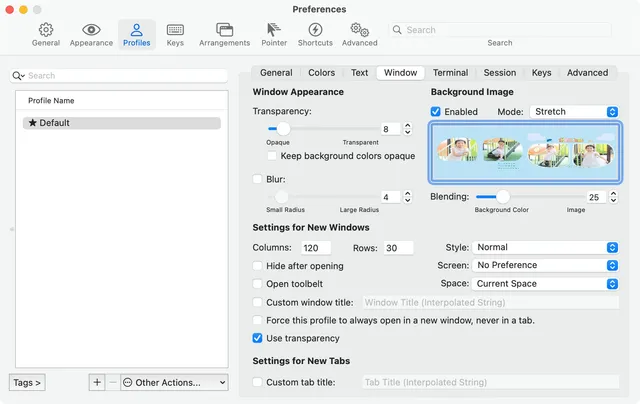 Preferences
General Appearance Profiles Keys Arrangements Pointer Shortcuts Advanced
Search
Search
Search
Profile Name
★ Default
Tags >
+ − Other Actions...
General Colors Text Window Terminal Session Keys Advanced
Window Appearance
Transparency:
8
Opaque Transparent
Keep background colors opaque
Blur:
4
Small Radius Large Radius
Background Image
Enabled Mode: Stretch
Blending: 25
Background Color Image
Settings for New Windows
Columns: 120 Rows: 30 Style: Normal
Hide after opening Screen: No Preference
Open toolbelt Space: Current Space
Custom window title: Window Title (Interpolated String)
Force this profile to always open in a new window, never in a tab.
Use transparency
Settings for New Tabs
Custom tab title: Tab Title (Interpolated String)